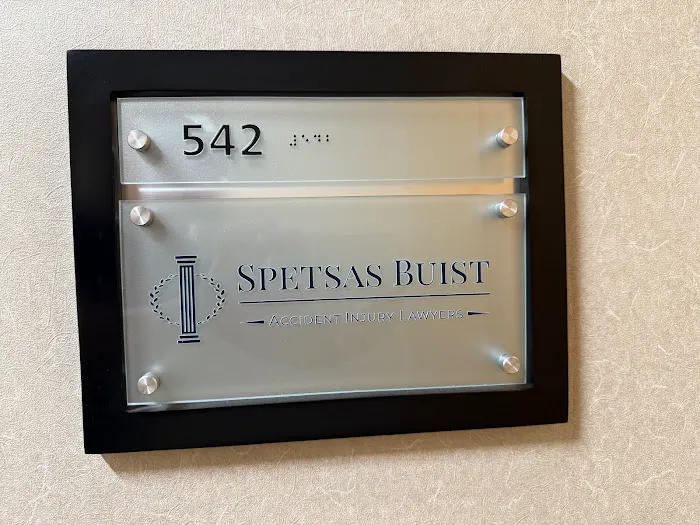 542 ⠼⠑⠙⠃
SPETSAS BUIST
ACCIDENT INJURY LAWYERS